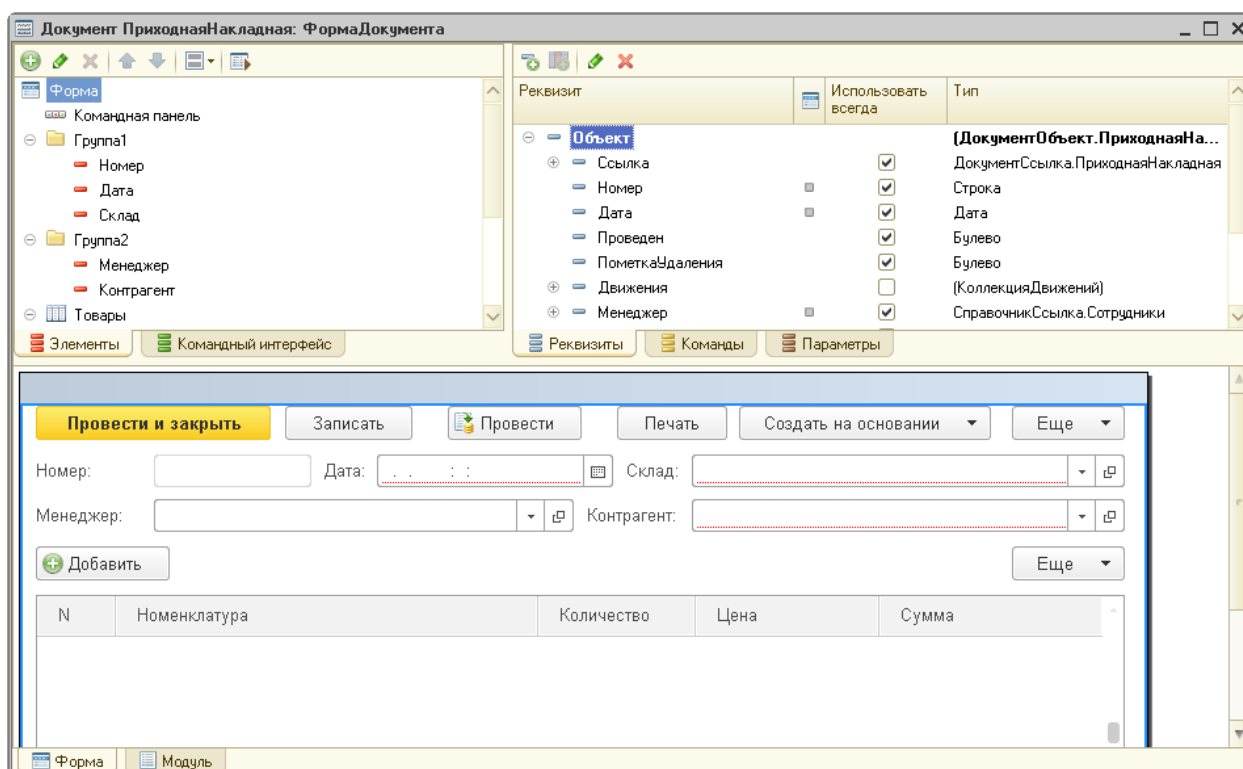 Документ ПриходнаяНакладная: ФормаДокумента
Форма
Командная панель
Группа1
Номер
Дата
Склад
Группа2
Менеджер
Контрагент
Товары
Элементы Командный интерфейс
Реквизит Использовать всегда Тип
Объект (ДокументОбъект.ПриходнаяНа...
Ссылка ДокументСсылка.ПриходнаяНакладная
Номер Строка
Дата Дата
Проведен Булево
ПометкаУдаления Булево
Движения (КоллекцияДвижений)
Менеджер СправочникСсылка.Сотрудники
Реквизиты Команды Параметры
Провести и закрыть Записать Провести Печать Создать на основании Еще
Номер: Дата: . . : : Склад:
Менеджер: Контрагент:
Добавить Еще
N Номенклатура Количество Цена Сумма
Форма Модуль